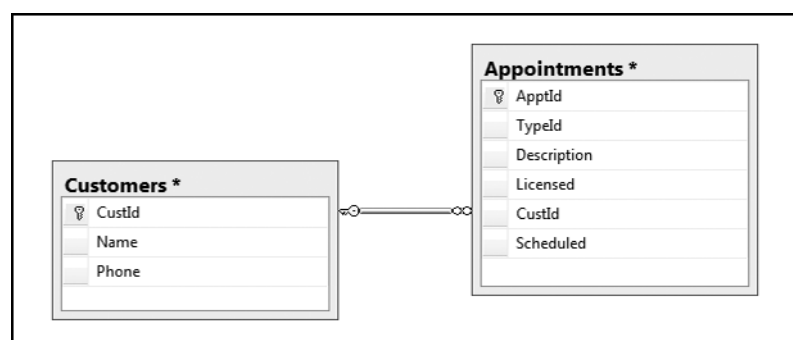 Customers *
CustId
Name
Phone
Appointments *
ApptId
TypeId
Description
Licensed
CustId
Scheduled